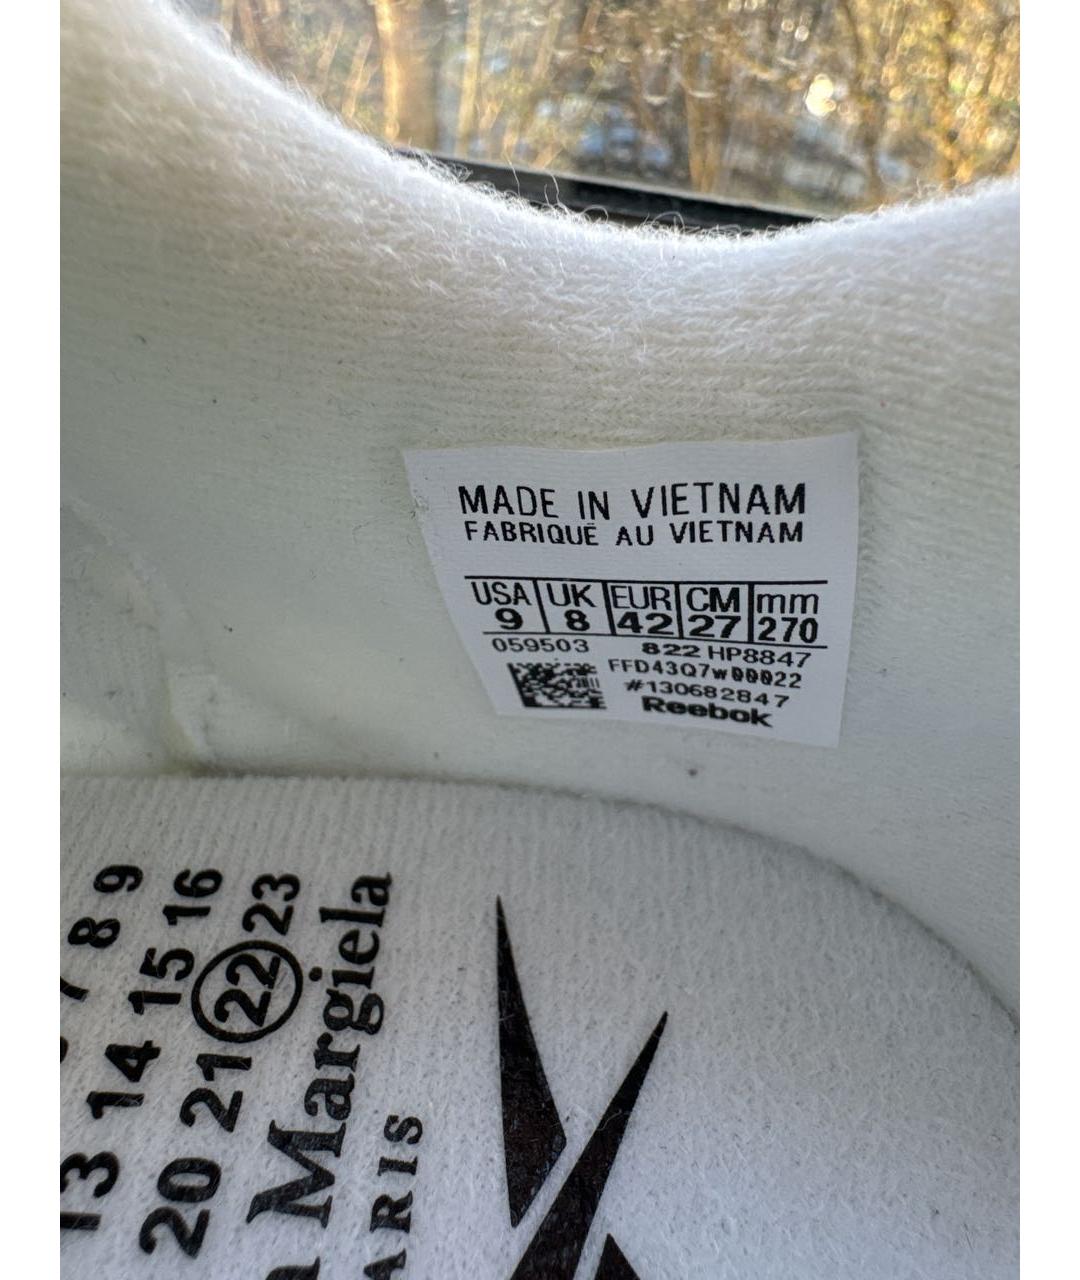 MADE IN VIETNAM
FABRIQUÉ AU VIETNAM
USA UK EUR CM mm
9 8 42 27 270
059503 822 HP8847
FFD43Q7w00022
#130682847
Reebok
8 9
13 14 15 16
20 21 22 23
Margiela